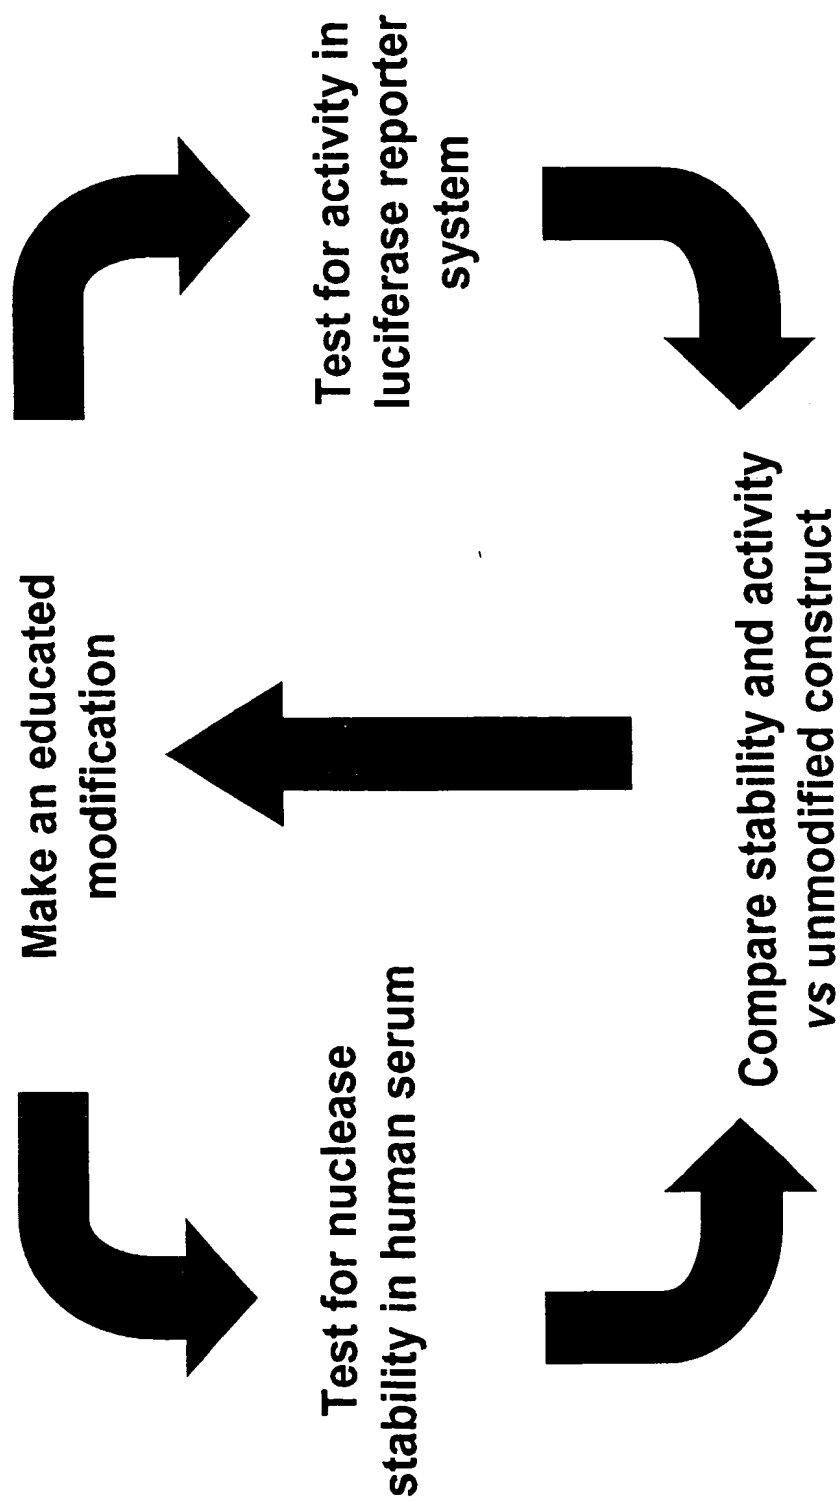 Make an educated
modification
Test for nuclease
stability in human serum
Test for activity in
luciferase reporter
system
Compare stability and activity
vs unmodified construct